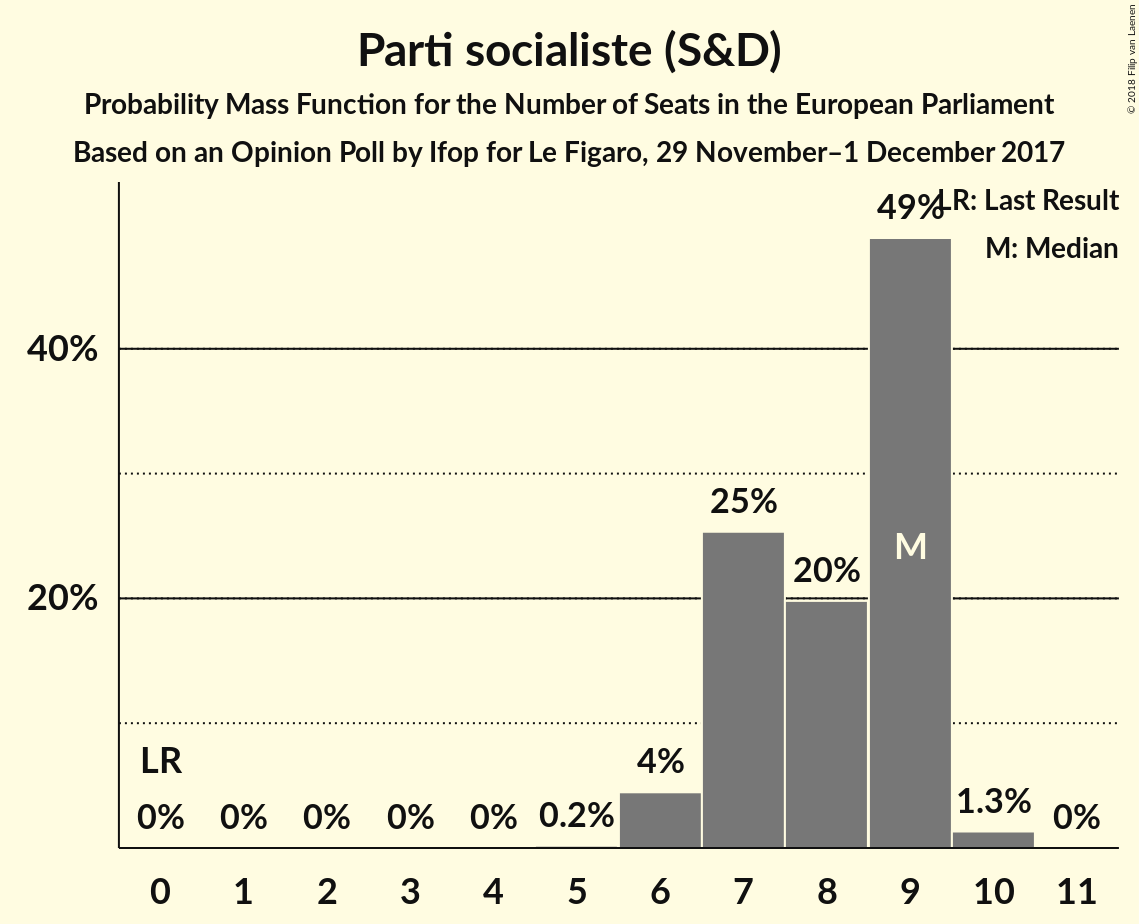 Parti socialiste (S&D)
Probability Mass Function for the Number of Seats in the European Parliament
Based on an Opinion Poll by Ifop for Le Figaro, 29 November–1 December 2017
© 2018 Filip van Laenen
LR: Last Result
M: Median
49%
40%
25%
M
20%
20%
LR
4%
0% 0% 0% 0% 0% 0.2% 1.3% 0%
0 1 2 3 4 5 6 7 8 9 10 11